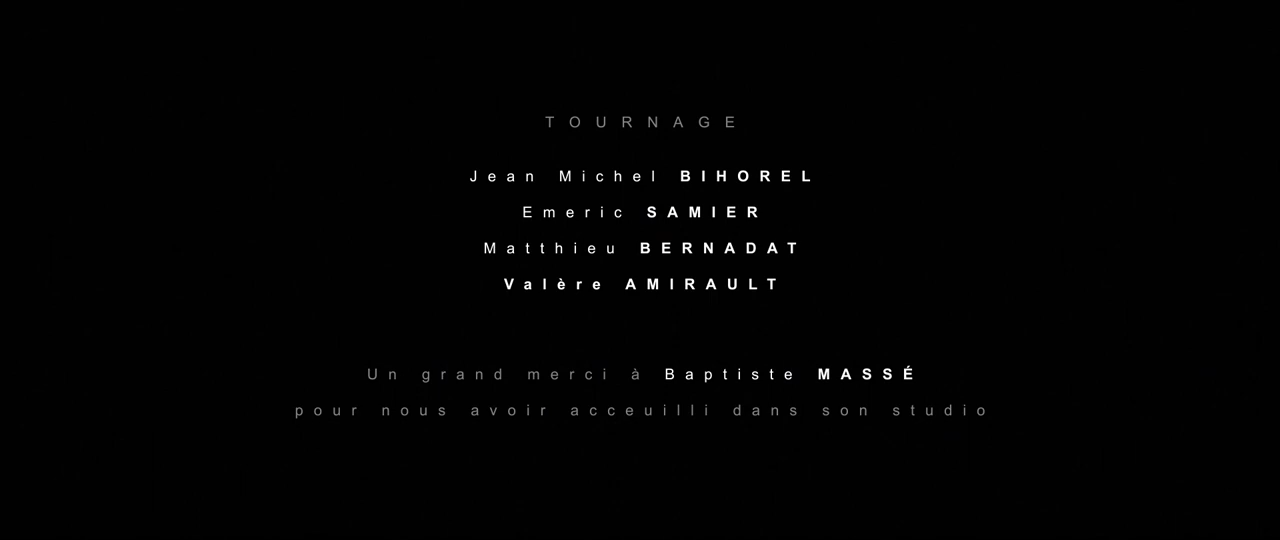 TOURNAGE
Jean Michel BIHOREL
Emeric SAMIER
Matthieu BERNADAT
Valère AMIRAULT
Un grand merci à Baptiste MASSÉ
pour nous avoir acceuilli dans son studio